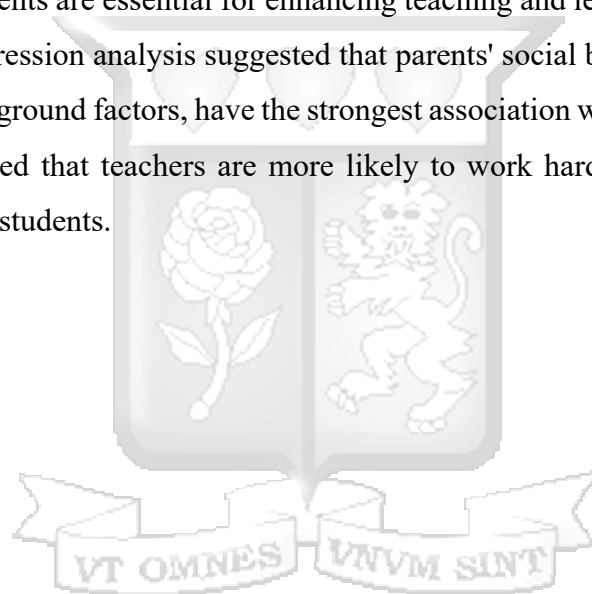 ents are essential for enhancing teaching and le
ression analysis suggested that parents' social b
ground factors, have the strongest association w
ed that teachers are more likely to work hard
students.
VT OMNES VNVM SINT